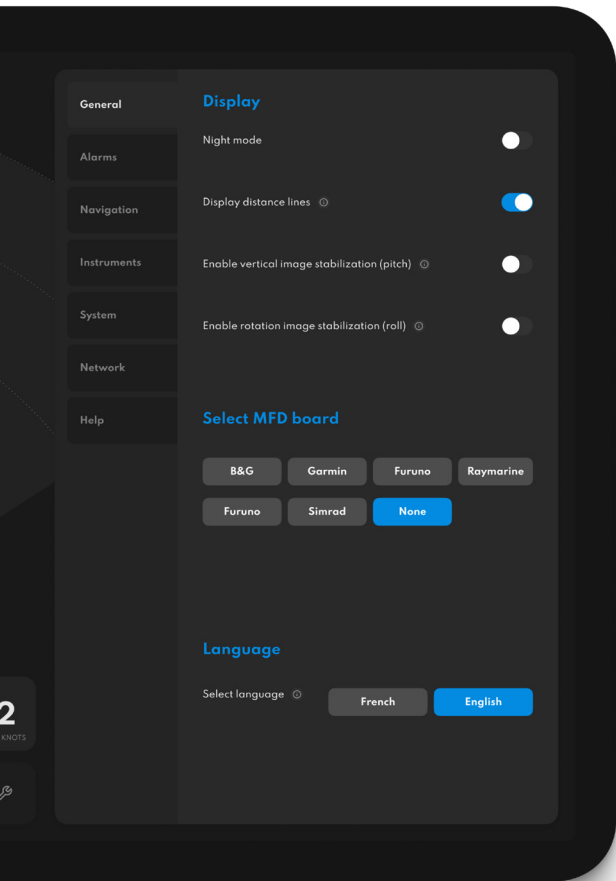 General
Alarms
Navigation
Instruments
System
Network
Help
Display
Night mode
Display distance lines
Enable vertical image stabilization (pitch)
Enable rotation image stabilization (roll)
Select MFD board
B&G Garmin Furuno Raymarine
Furuno Simrad None
Language
Select language French English
2
KNOTS